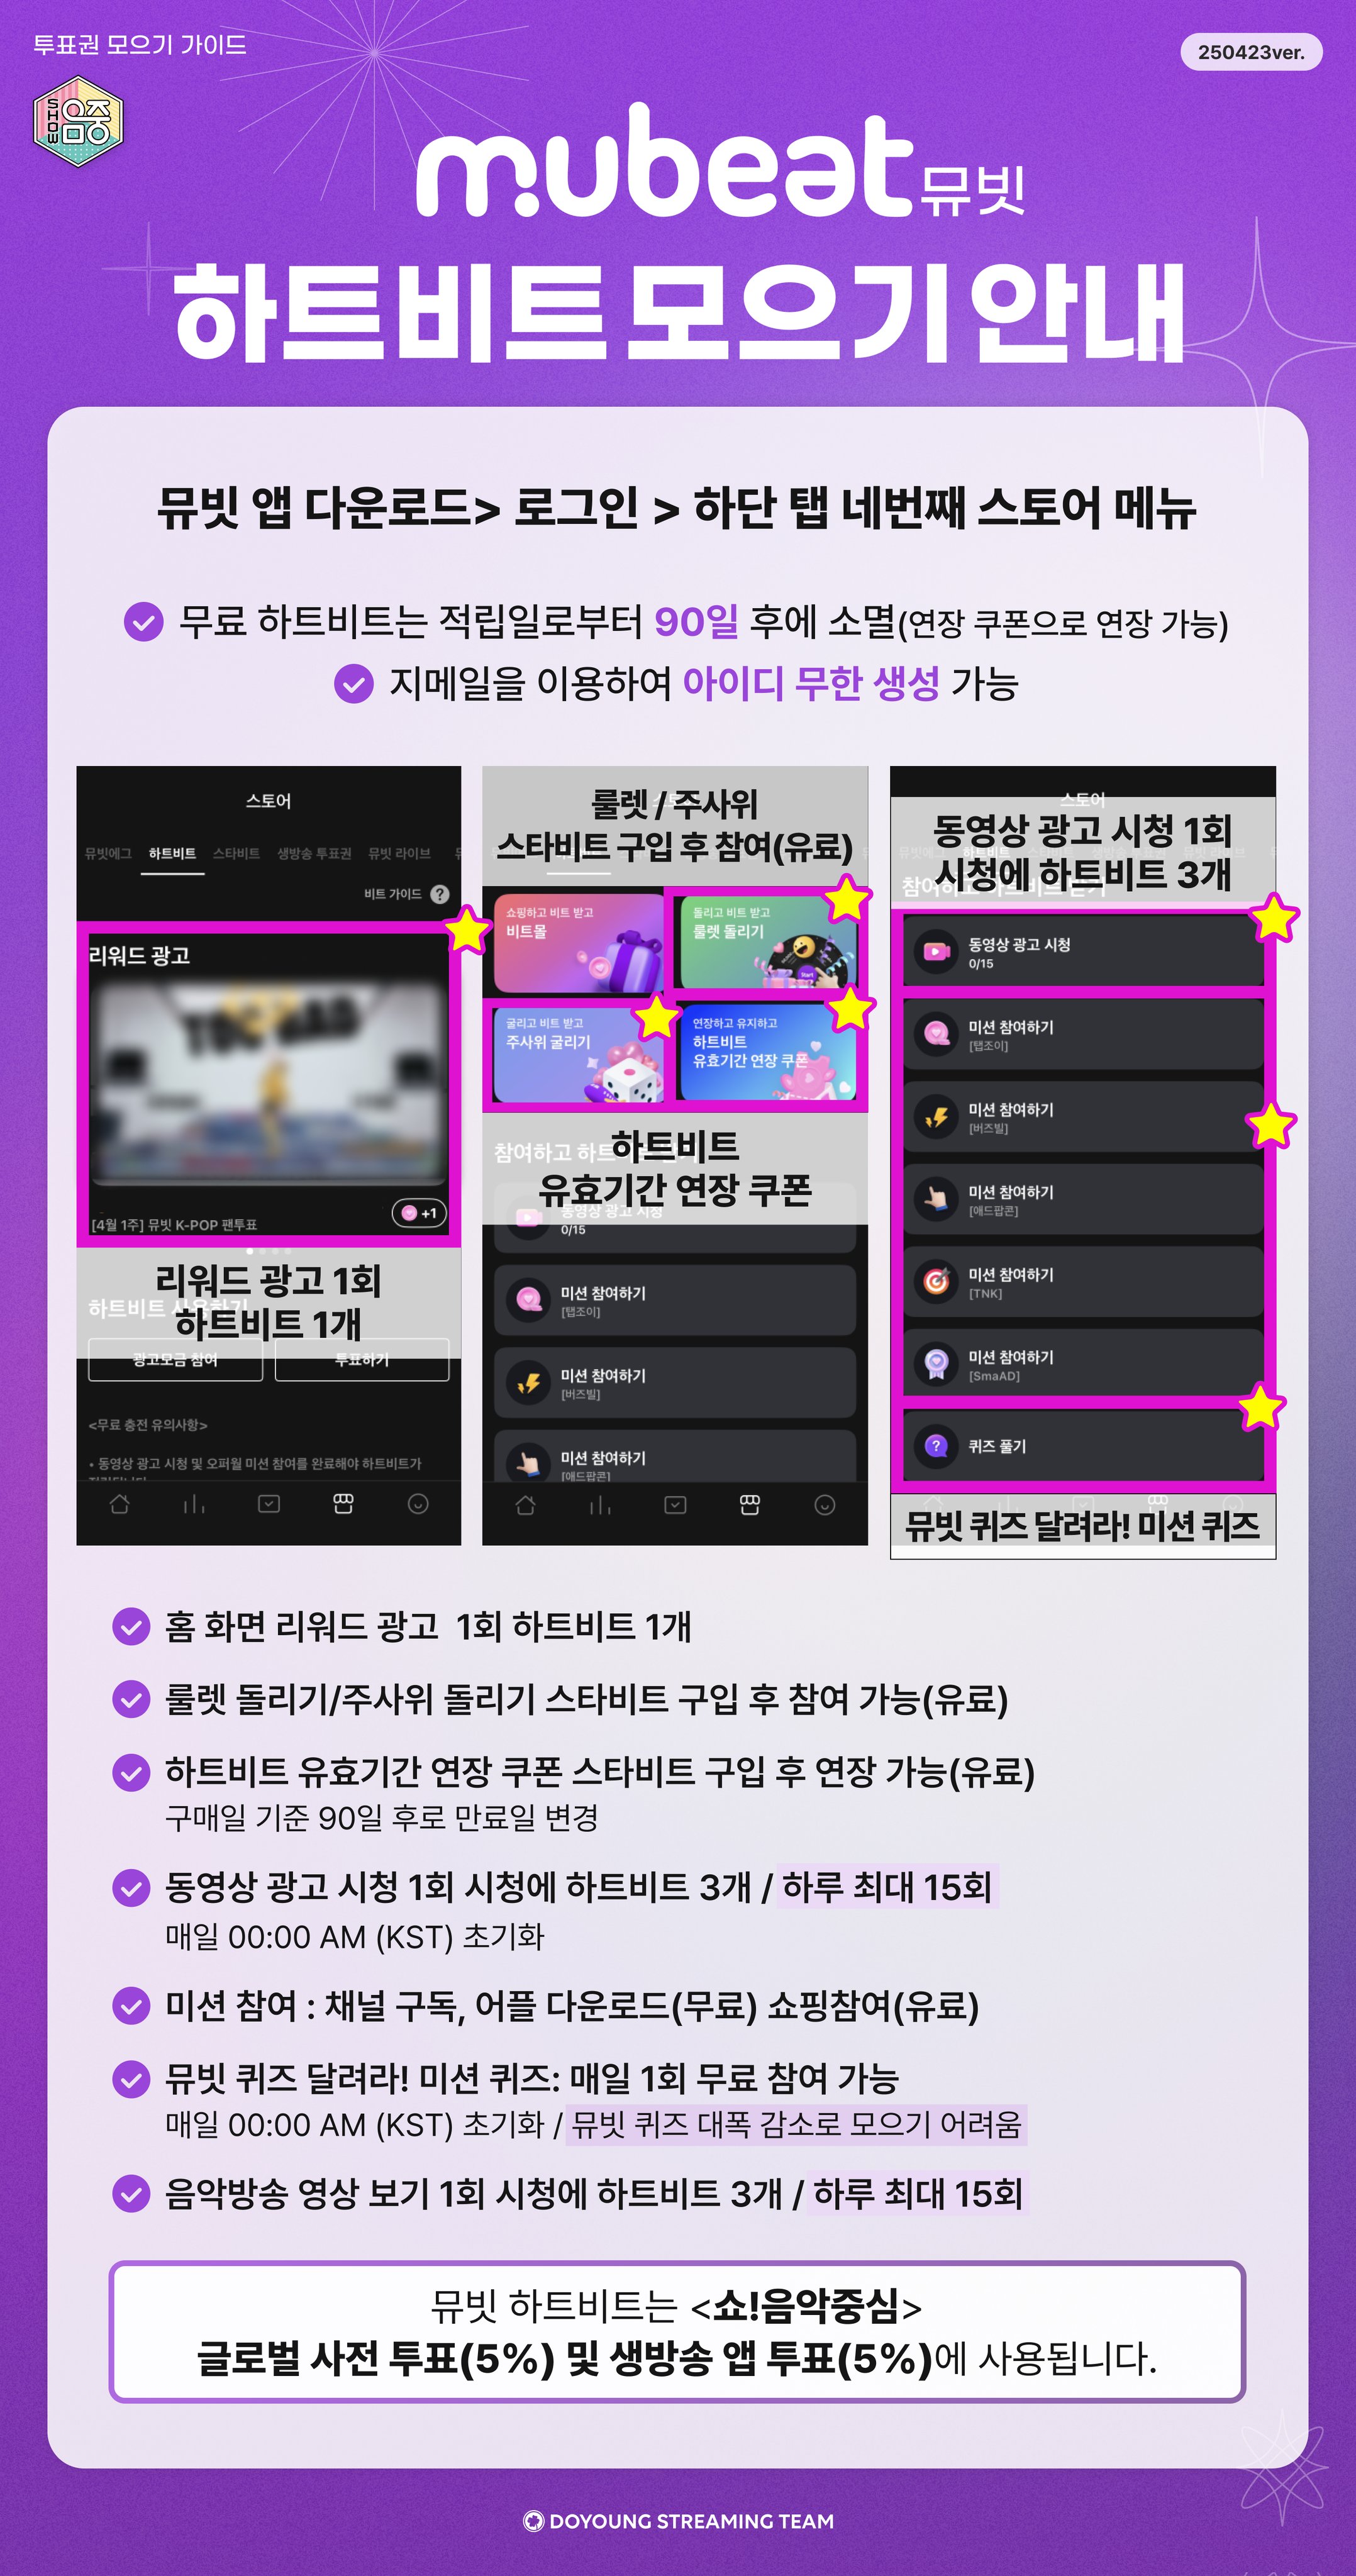 투표권 모으기 가이드
250423ver.
SHOW 음중
mubeat 뮤빗
하트비트 모으기 안내
뮤빗 앱 다운로드> 로그인 > 하단 탭 네번째 스토어 메뉴
무료 하트비트는 적립일로부터 90일 후에 소멸(연장 쿠폰으로 연장 가능)
지메일을 이용하여 아이디 무한 생성 가능
스토어
뮤빗에그 하트비트 스타비트 생방송 투표권 뮤빗 라이브
비트 가이드 ?
리워드 광고
[4월 1주] 뮤빗 K-POP 팬투표
+1
리워드 광고 1회
하트비트 1개
하트비트 사용하기
광고모금 참여 투표하기
<무료 충전 유의사항>
• 동영상 광고 시청 및 오퍼월 미션 참여를 완료해야 하트비트가
룰렛 / 주사위
스타비트 구입 후 참여(유료)
쇼핑하고 비트 받고
비트몰
돌리고 비트 받고
룰렛 돌리기
Start
굴리고 비트 받고
주사위 굴리기
연장하고 유지하고
하트비트
유효기간 연장 쿠폰
하트비트
유효기간 연장 쿠폰
참여하고 하트
동영상 광고 시청
0/15
미션 참여하기
[탭조이]
미션 참여하기
[버즈빌]
미션 참여하기
[애드팝콘]
스토어
동영상 광고 시청 1회
시청에 하트비트 3개
동영상 광고 시청
0/15
미션 참여하기
[탭조이]
미션 참여하기
[버즈빌]
미션 참여하기
[애드팝콘]
미션 참여하기
[TNK]
미션 참여하기
[SmaAD]
퀴즈 풀기
뮤빗 퀴즈 달려라! 미션 퀴즈
홈 화면 리워드 광고 1회 하트비트 1개
룰렛 돌리기/주사위 돌리기 스타비트 구입 후 참여 가능(유료)
하트비트 유효기간 연장 쿠폰 스타비트 구입 후 연장 가능(유료)
구매일 기준 90일 후로 만료일 변경
동영상 광고 시청 1회 시청에 하트비트 3개 / 하루 최대 15회
매일 00:00 AM (KST) 초기화
미션 참여 : 채널 구독, 어플 다운로드(무료) 쇼핑참여(유료)
뮤빗 퀴즈 달려라! 미션 퀴즈: 매일 1회 무료 참여 가능
매일 00:00 AM (KST) 초기화 / 뮤빗 퀴즈 대폭 감소로 모으기 어려움
음악방송 영상 보기 1회 시청에 하트비트 3개 / 하루 최대 15회
뮤빗 하트비트는 <쇼!음악중심>
글로벌 사전 투표(5%) 및 생방송 앱 투표(5%)에 사용됩니다.
DOYOUNG STREAMING TEAM